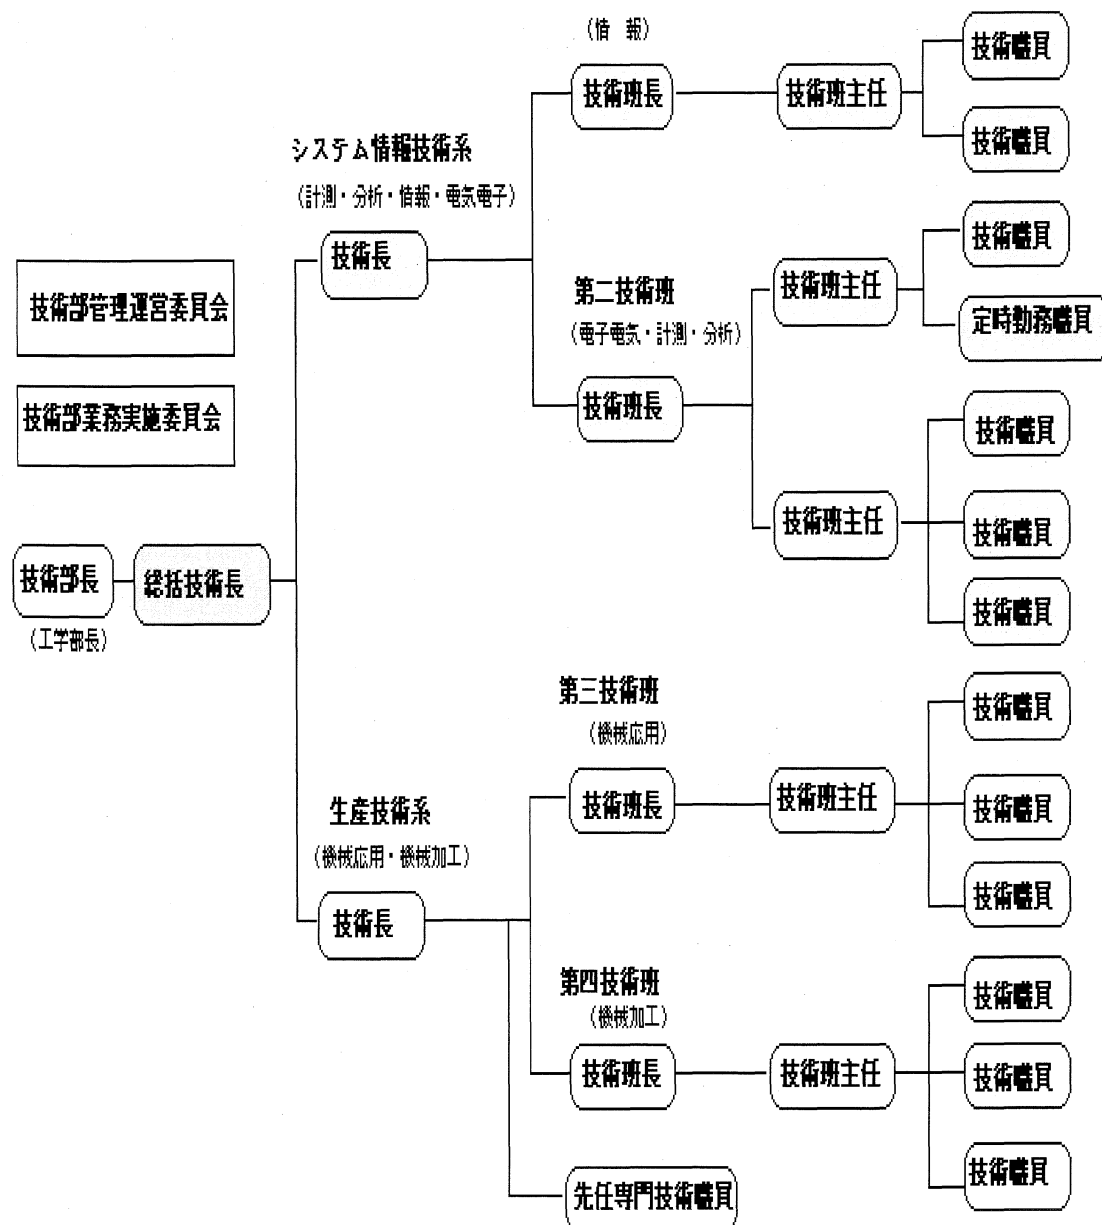 (情 報)
技術班長
技術班主任
技術職員
技術職員
システム情報技術系
(計測・分析・情報・電気電子)
技術長
第二技術班
(電子電気・計測・分析)
技術班長
技術班主任
技術職員
定時勤務職員
技術班主任
技術職員
技術職員
技術職員
技術部管理運営委員会
技術部業務実施委員会
技術部長
(工学部長)
総括技術長
生産技術系
(機械応用・機械加工)
技術長
第三技術班
(機械応用)
技術班長
技術班主任
技術職員
技術職員
技術職員
第四技術班
(機械加工)
技術班長
技術班主任
技術職員
技術職員
技術職員
先任専門技術職員